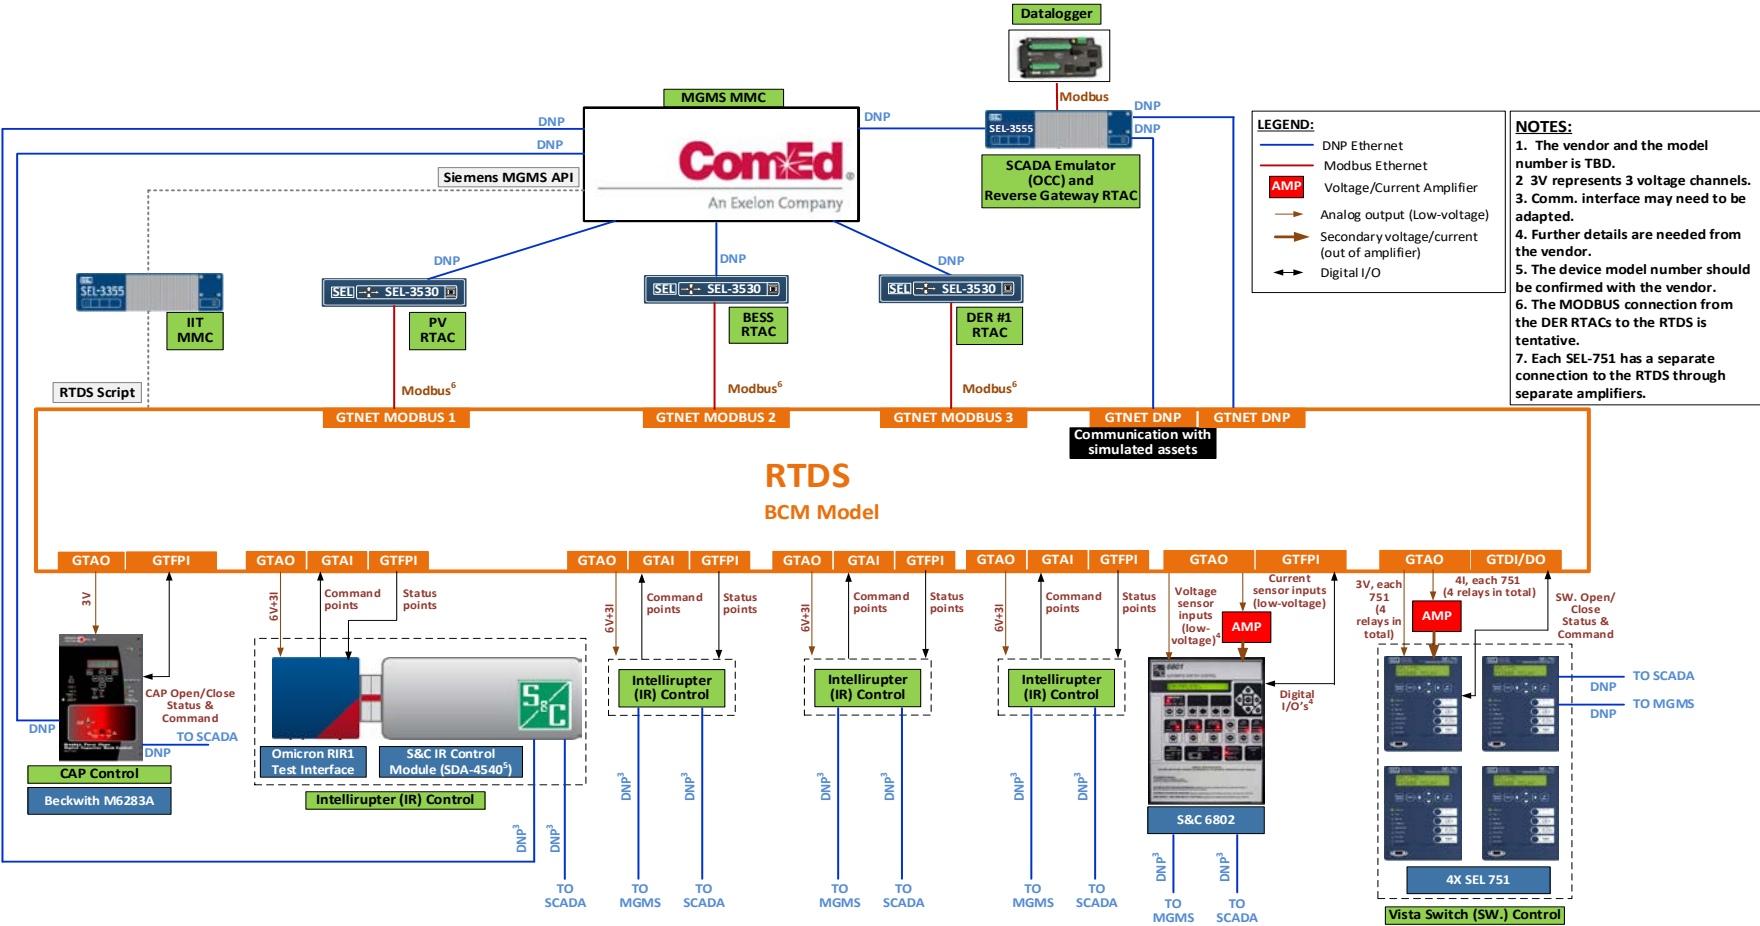 Datalogger
Modbus
MGMS MMC
DNP
DNP
DNP
DNP
DNP
SEL-3555
ComEd
An Exelon Company
SCADA Emulator
(OCC) and
Reverse Gateway RTAC
Siemens MGMS API
LEGEND:
DNP Ethernet
Modbus Ethernet
AMP
Voltage/Current Amplifier
Analog output (Low-voltage)
Secondary voltage/current
(out of amplifier)
Digital I/O
NOTES:
1. The vendor and the model
number is TBD.
2 3V represents 3 voltage channels.
3. Comm. interface may need to be
adapted.
4. Further details are needed from
the vendor.
5. The device model number should
be confirmed with the vendor.
6. The MODBUS connection from
the DER RTACs to the RTDS is
tentative.
7. Each SEL-751 has a separate
connection to the RTDS through
separate amplifiers.
DNP
DNP
DNP
SEL-3355
IIT
MMC
SEL SEL-3530
PV
RTAC
SEL SEL-3530
BESS
RTAC
SEL SEL-3530
DER #1
RTAC
RTDS Script
Modbus6
Modbus6
Modbus6
GTNET MODBUS 1
GTNET MODBUS 2
GTNET MODBUS 3
GTNET DNP
GTNET DNP
Communication with
simulated assets
RTDS
BCM Model
GTAO
GTFPI
GTAO
GTAI
GTFPI
GTAO
GTAI
GTFPI
GTAO
GTAI
GTFPI
GTAO
GTAI
GTFPI
GTAO
GTFPI
GTAO
GTDI/DO
3V
CAP Open/Close
Status &
Command
DNP
TO SCADA
DNP
CAP Control
Beckwith M6283A
6V+3I
Command
points
Status
points
S&C
Omicron RIR1
Test Interface
S&C IR Control
Module (SDA-45405)
Intellirupter (IR) Control
DNP3
DNP3
TO
SCADA
6V+3I
Command
points
Status
points
Intellirupter
(IR) Control
DNP3
DNP3
TO
MGMS
TO
SCADA
6V+3I
Command
points
Status
points
Intellirupter
(IR) Control
DNP3
DNP3
TO
MGMS
TO
SCADA
6V+3I
Command
points
Status
points
Intellirupter
(IR) Control
DNP3
DNP3
TO
MGMS
TO
SCADA
Voltage
sensor
inputs
(low-
voltage)4
Current
sensor inputs
(low-voltage)
AMP
6801
Digital
I/O's4
S&C 6802
DNP3
DNP3
TO
MGMS
TO
SCADA
3V, each
751
(4
relays in
total)
4I, each 751
(4 relays in total)
AMP
SW. Open/
Close
Status &
Command
TO SCADA
DNP
TO MGMS
DNP
4X SEL 751
Vista Switch (SW.) Control